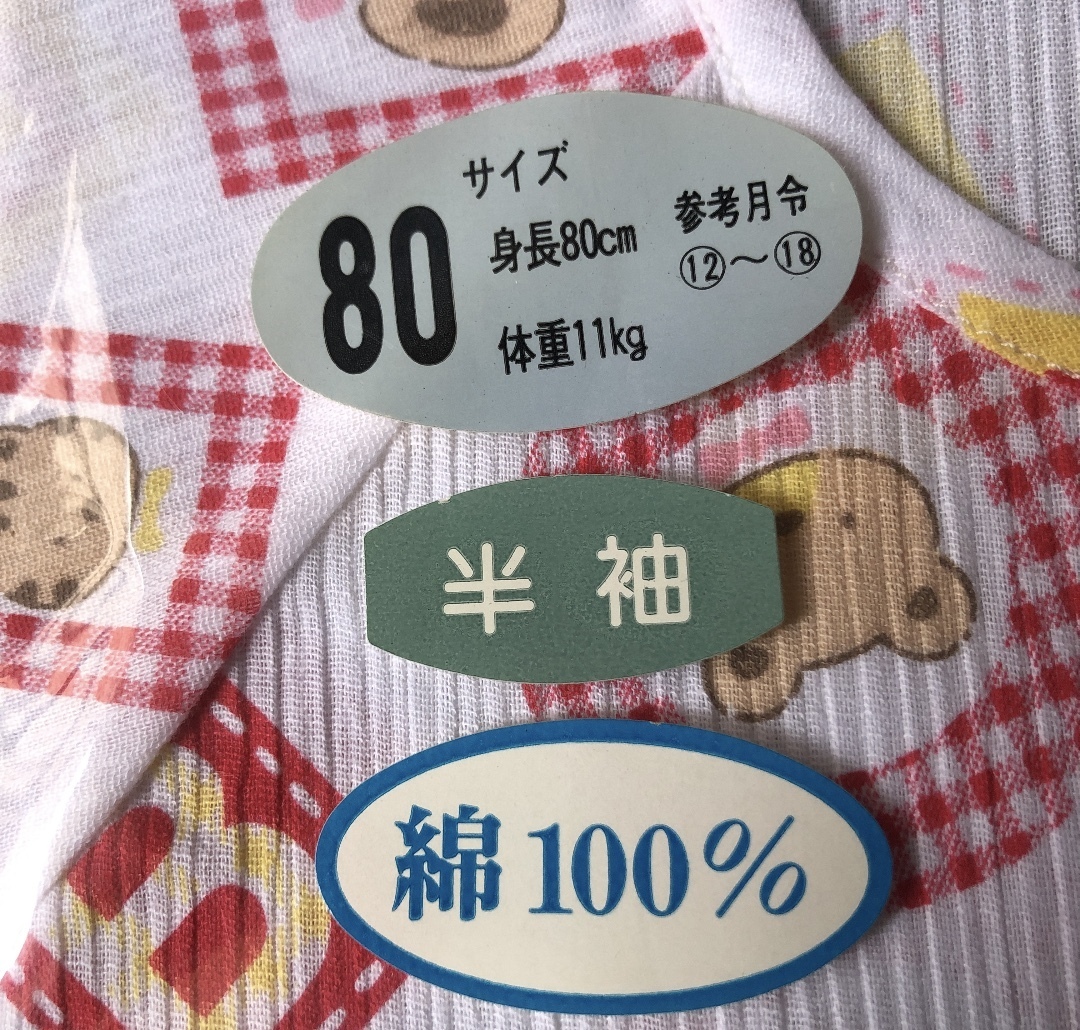 サイズ
80
身長80cm
体重11kg
参考月令
⑫～⑱
半袖
綿100%